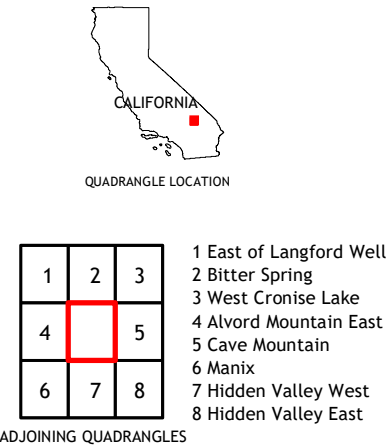 CALIFORNIA
QUADRANGLE LOCATION
1 2 3
4 5
6 7 8
ADJOINING QUADRANGLES
1 East of Langford Well
2 Bitter Spring
3 West Cronise Lake
4 Alvord Mountain East
5 Cave Mountain
6 Manix
7 Hidden Valley West
8 Hidden Valley East